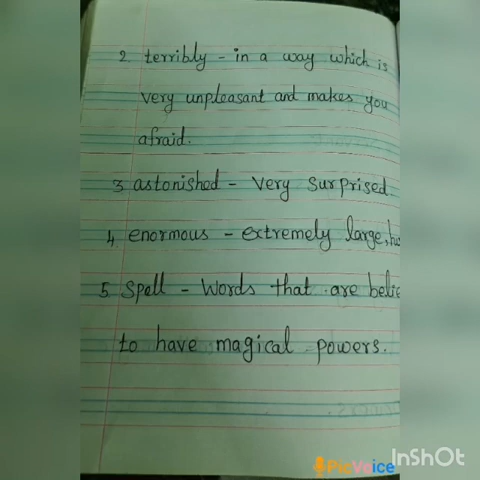 2. terribly - in a way which is
very unpleasant and makes you
afraid.
3 astonished - very surprised
4 enormous - extremely large,
5 Spell - Words that are
to have magical powers.
PicVoice InShOt